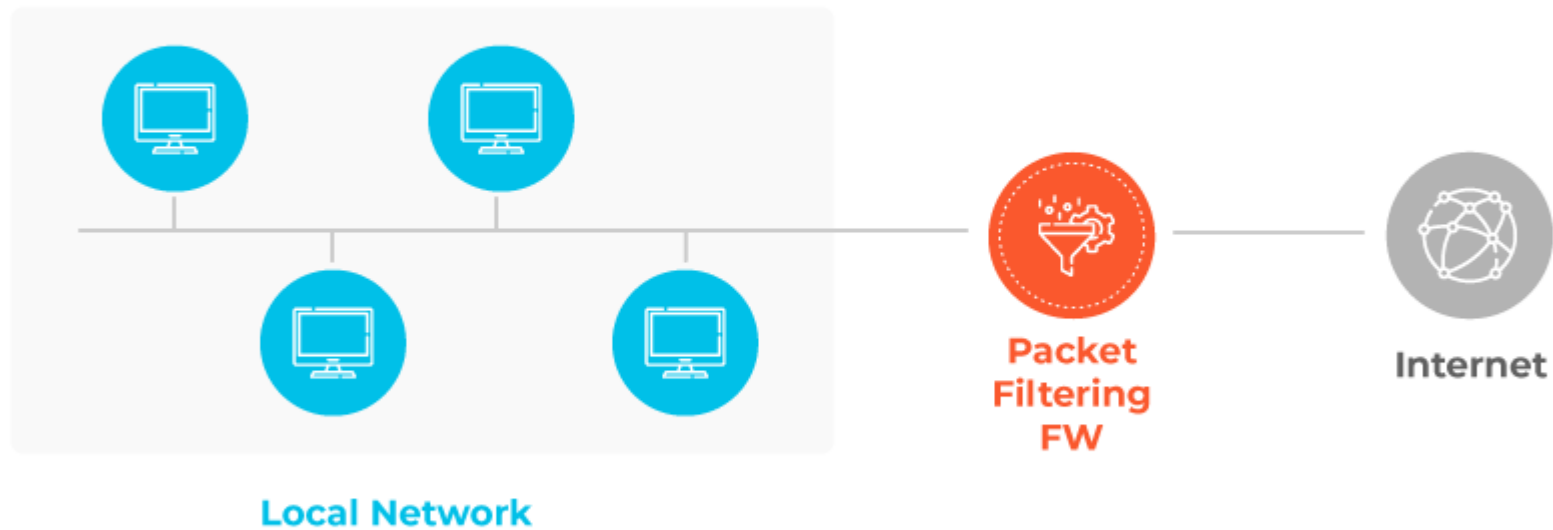 Packet
Filtering
FW
Internet
Local Network